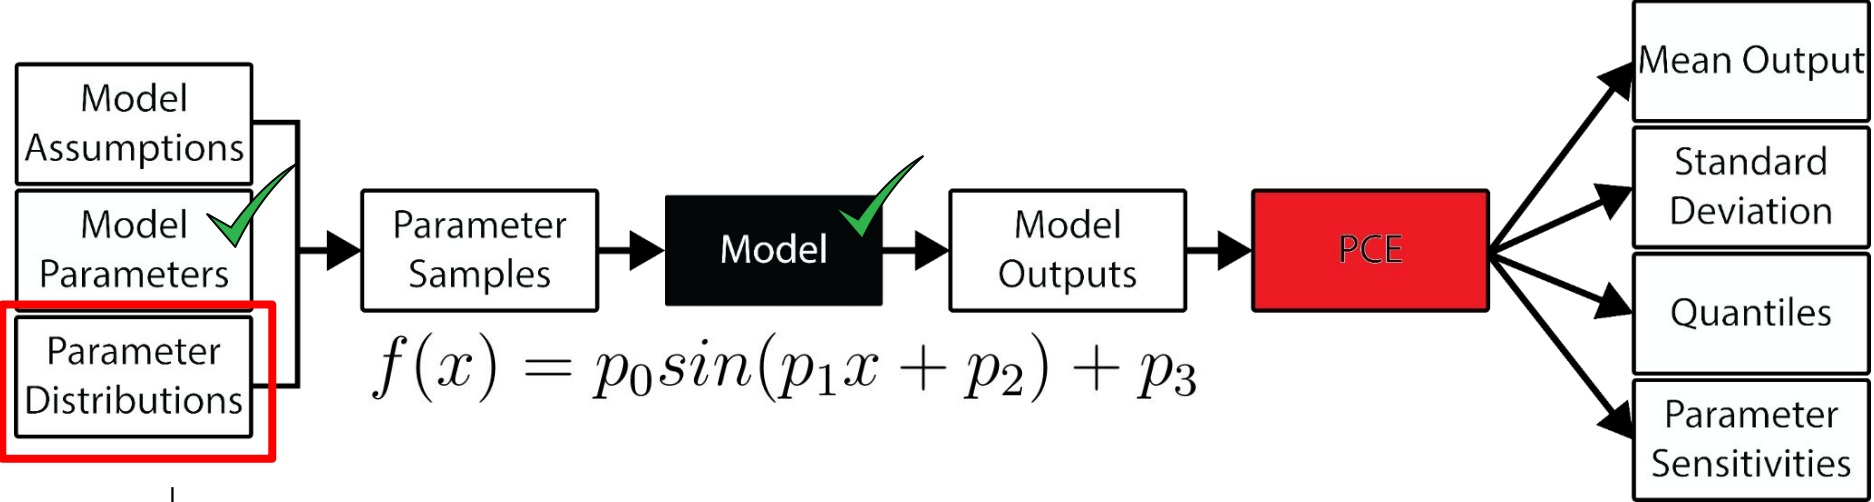 Model
Assumptions
Model
Parameters
Parameter
Distributions
Parameter
Samples
Model
Model
Outputs
PCE
Mean Output
Standard
Deviation
Quantiles
Parameter
Sensitivities
f(x) = p₀sin(p₁x + p₂) + p₃